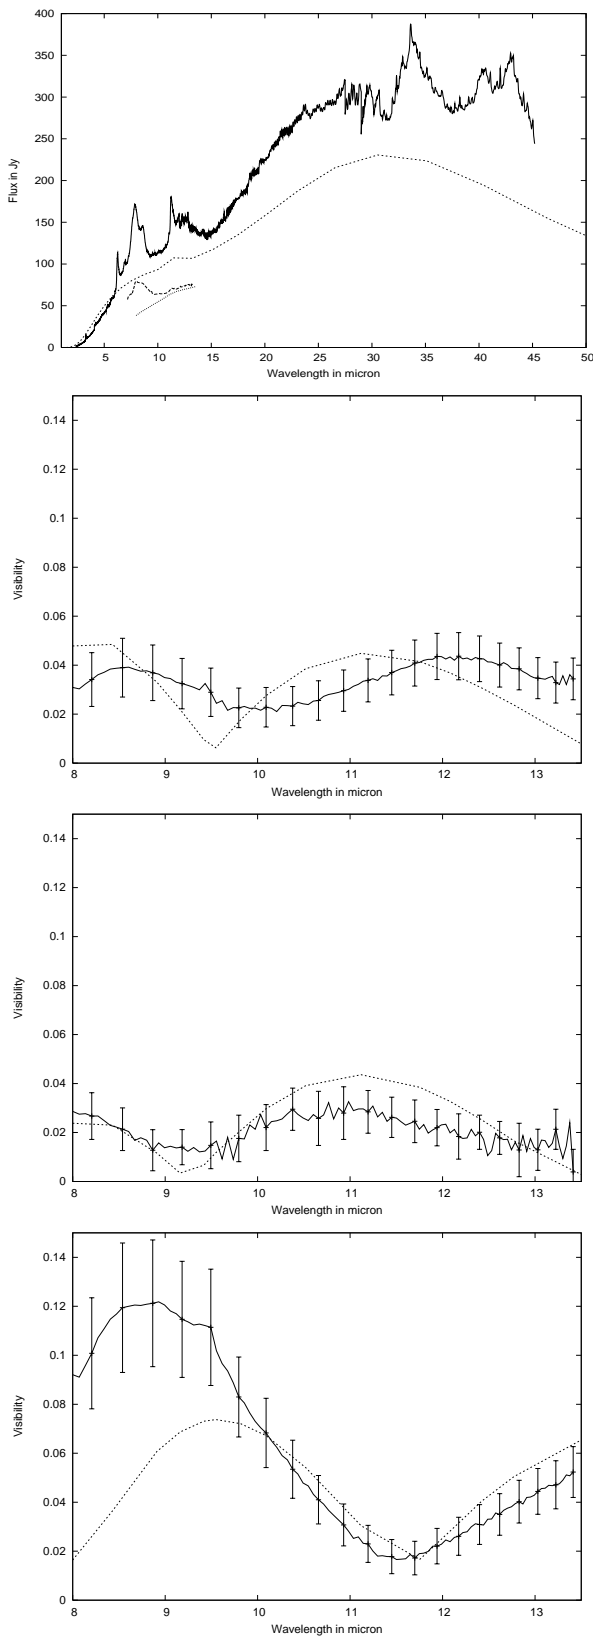 400
350
300
250
200
150
100
50
0
Flux in Jy
5 10 15 20 25 30 35 40 45 50
Wavelength in micron
0.14
0.12
0.1
0.08
0.06
0.04
0.02
0
Visibility
8 9 10 11 12 13
Wavelength in micron
0.14
0.12
0.1
0.08
0.06
0.04
0.02
0
Visibility
8 9 10 11 12 13
Wavelength in micron
0.14
0.12
0.1
0.08
0.06
0.04
0.02
0
Visibility
8 9 10 11 12 13
Wavelength in micron